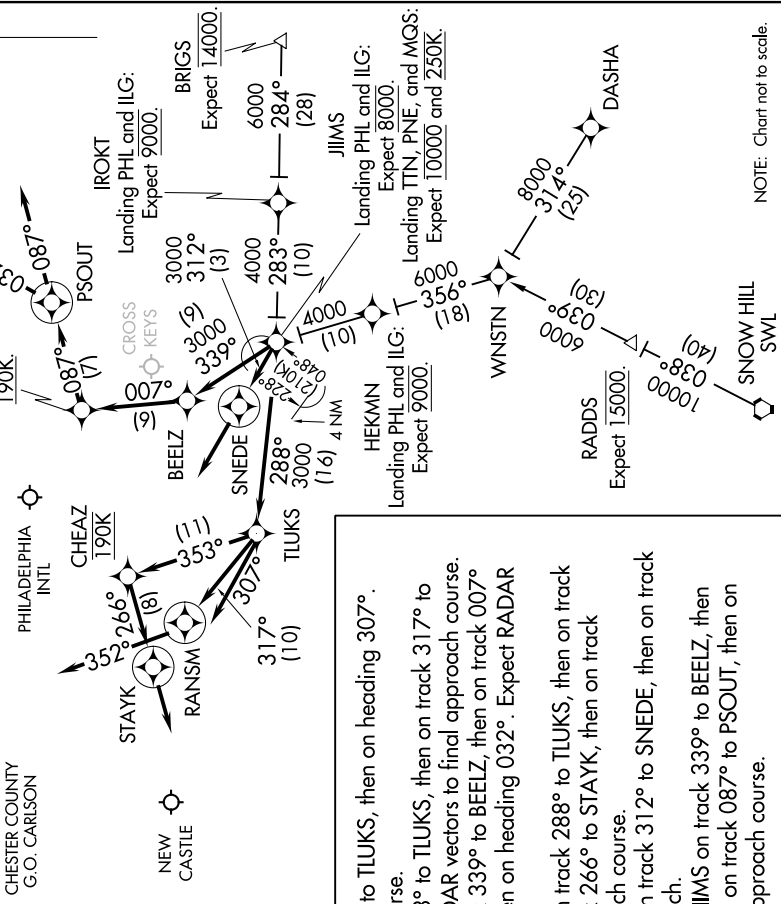 CHESTER COUNTY
G.O. CARLSON
PHILADELPHIA
INTL
NEW
CASTLE
CROSS
KEYS
190K.
087°
PSOUT
087°
(7)
007°
(9)
BEELZ
SNEDE
(9)
3000
339°
3000
312°
(3)
4000
283°
(10)
IROKT
Landing PHL and ILG:
Expect 9000.
BRIGS
Expect 14000.
6000
284°
(28)
JIIMS
Landing PHL and ILG:
Expect 8000.
Landing TTN, PNE, and MQS:
Expect 10000 and 250K.
228°
(210K)
048°
4 NM
4000
(10)
HEKMN
Landing PHL and ILG:
Expect 9000.
6000
356°
(18)
WNSTN
8000
314°
(25)
DASHA
6000
039°
(30)
RADDS
Expect 15000.
10000
038°
(40)
SNOW HILL
SWL
288°
3000
(16)
TLUKS
CHEAZ
190K
(11)
353°
266°
(8)
307°
317°
(10)
352°
STAYK
RANSM
NOTE: Chart not to scale.
to TLUKS, then on heading 307°.
rse.
8° to TLUKS, then on track 317° to
DAR vectors to final approach course.
339° to BEELZ, then on track 007°
en on heading 032°. Expect RADAR
n track 288° to TLUKS, then on track
266° to STAYK, then on track
ch course.
n track 312° to SNEDE, then on track
ch.
IIMS on track 339° to BEELZ, then
on track 087° to PSOUT, then on
pproach course.